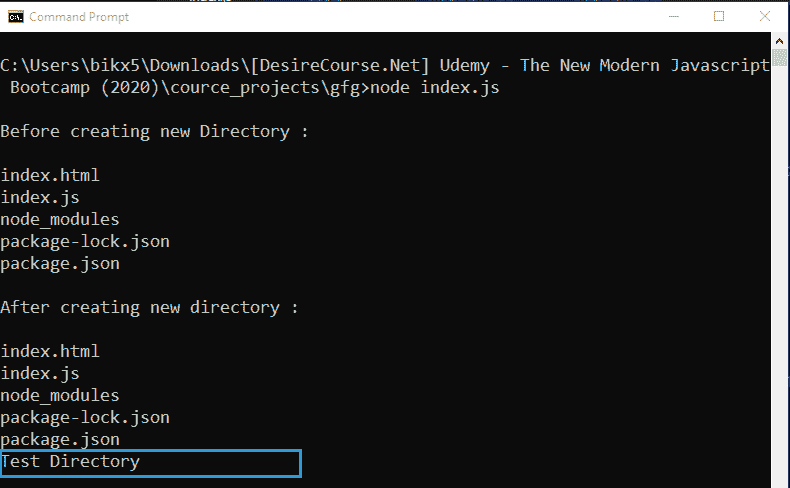 Command Prompt
C:\Users\bikx5\Downloads\[DesireCourse.Net] Udemy - The New Modern Javascript
Bootcamp (2020)\cource_projects\gfg>node index.js
Before creating new Directory :
index.html
index.js
node_modules
package-lock.json
package.json
After creating new directory :
index.html
index.js
node_modules
package-lock.json
package.json
Test Directory